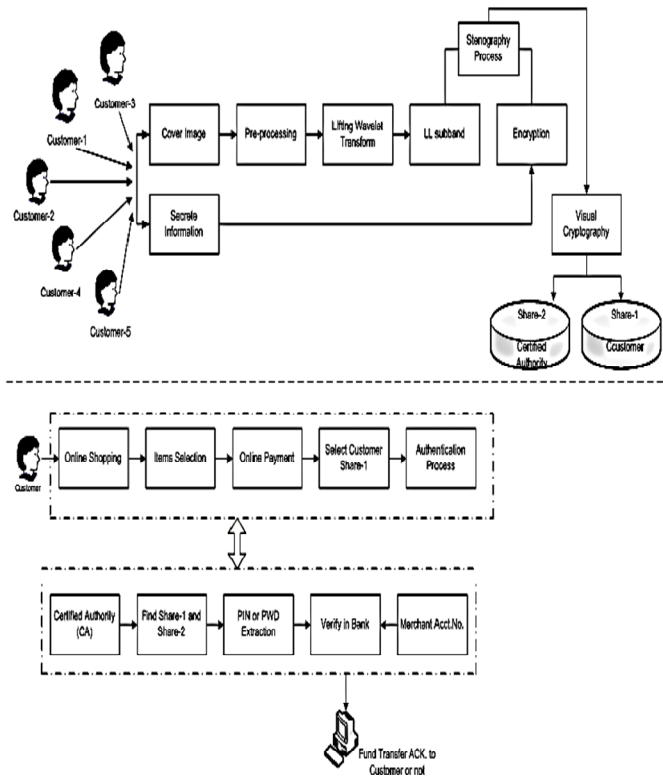 Stenography
Process
Customer-3
Customer-1
Customer-2
Customer-4
Customer-5
Cover Image
Pre-processing
Lifting Wavelet
Transform
LL subband
Encryption
Secrete
Information
Visual
Cryptography
Share-2
Certified
Authority
Share-1
Ccustomer
Customer
Online Shopping
Items Selection
Online Payment
Select Customer
Share-1
Authentication
Process
Certified Authority
(CA)
Find Share-1 and
Share-2
PIN or PWD
Extraction
Verify in Bank
Merchant Acct.No.
Fund Transfer ACK. to
Customer or not